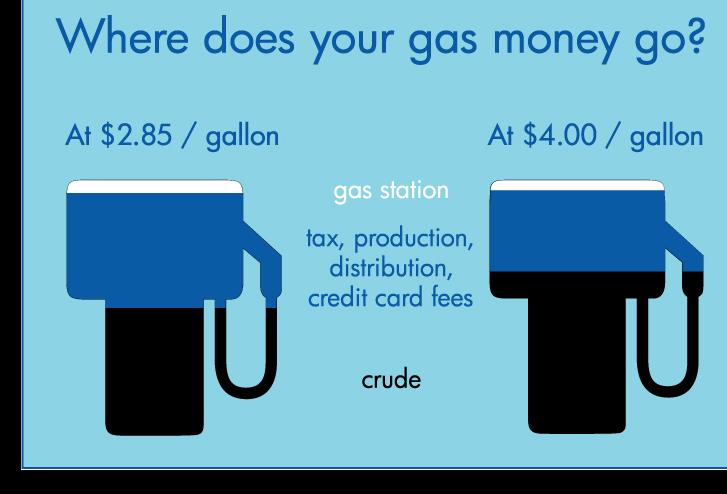 Where does your gas money go?
At $2.85 / gallon
At $4.00 / gallon
gas station
tax, production,
distribution,
credit card fees
crude